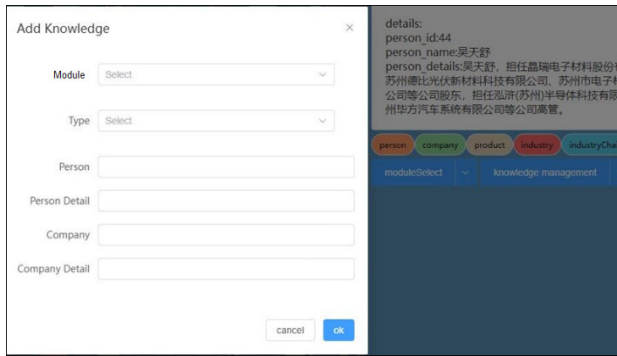 Add Knowledge
Module
Select
Type
Select
Person
Person Detail
Company
Company Detail
cancel
ok
details:
person_id:44
person_name:吴天舒
person_details:吴天舒，担任晶瑞电子材料股份
苏州德比光伏新材料科技有限公司、苏州市电子
公司等公司股东，担任泓浒(苏州)半导体科技有限
州毕方汽车系统有限公司等公司高管。
person
company
product
industry
industryCha
moduleSelect
knowledge management